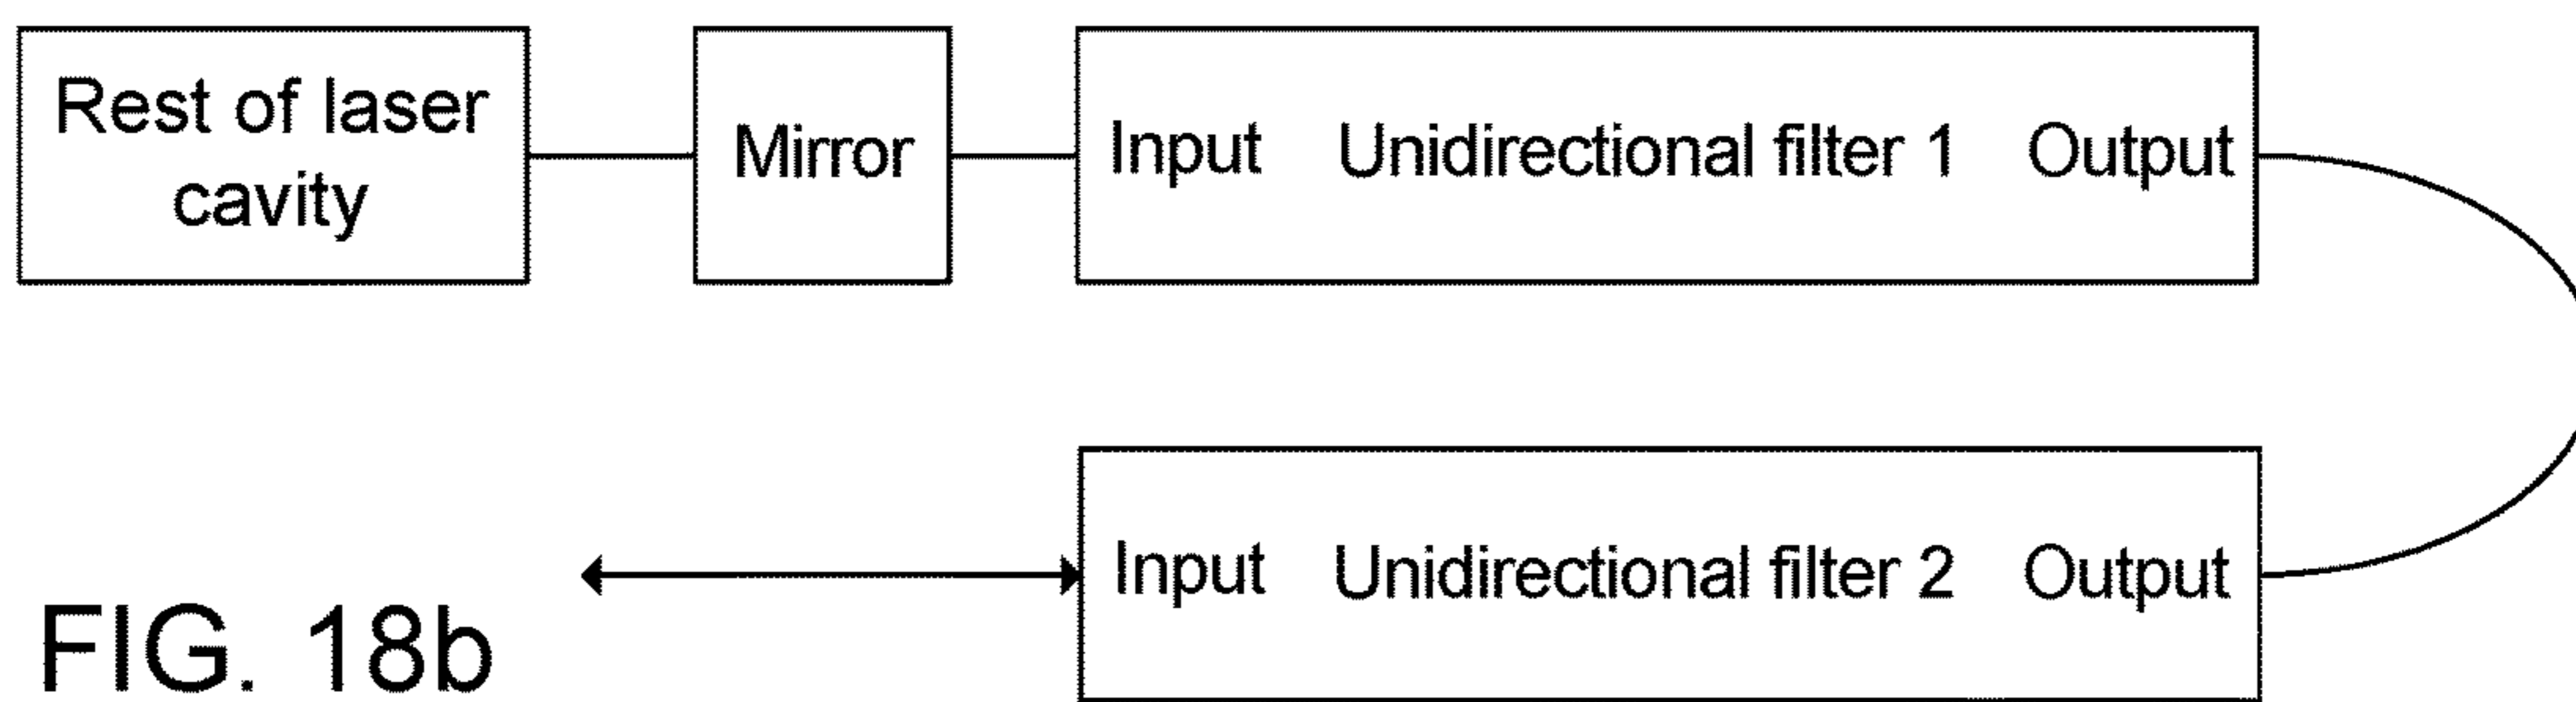 Rest of laser
cavity
Mirror
Input Unidirectional filter 1 Output
Input Unidirectional filter 2 Output
FIG. 18b